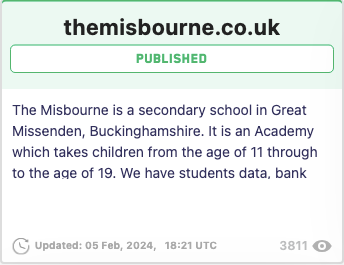 themisbourne.co.uk
PUBLISHED
The Misbourne is a secondary school in Great
Missenden, Buckinghamshire. It is an Academy
which takes children from the age of 11 through
to the age of 19. We have students data, bank
Updated: 05 Feb, 2024, 18:21 UTC 3811